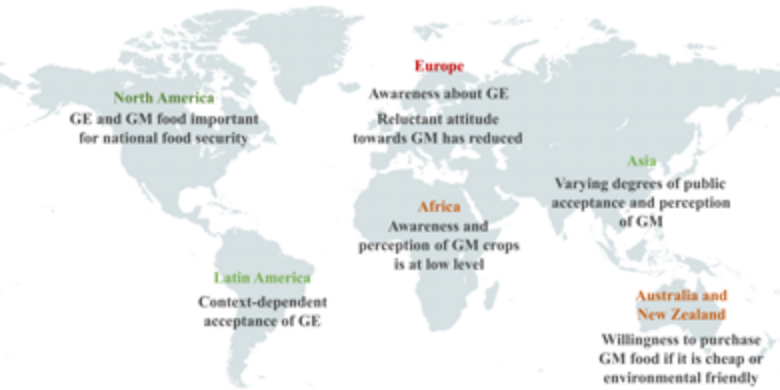 North America
GE and GM food important
for national food security
Europe
Awareness about GE
Reluctant attitude
towards GM has reduced
Asia
Varying degrees of public
acceptance and perception
of GM
Africa
Awareness and
perception of GM crops
is at low level
Latin America
Context-dependent
acceptance of GE
Australia and
New Zealand
Willingness to purchase
GM food if it is cheap or
environmental friendly